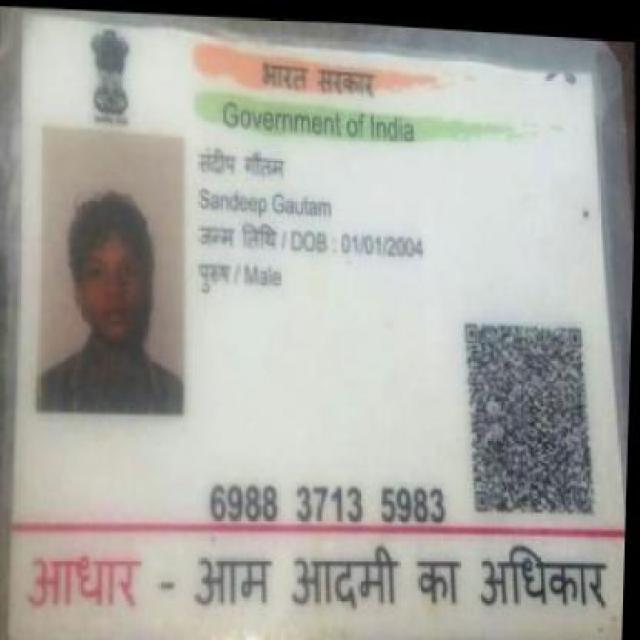 भारत सरकार
Government of India
संदीप गौतम
Sandeep Gautam
जन्म तिथि / DOB : 01/01/2004
पुरुष / Male
6988 3713 5983
आधार - आम आदमी का अधिकार